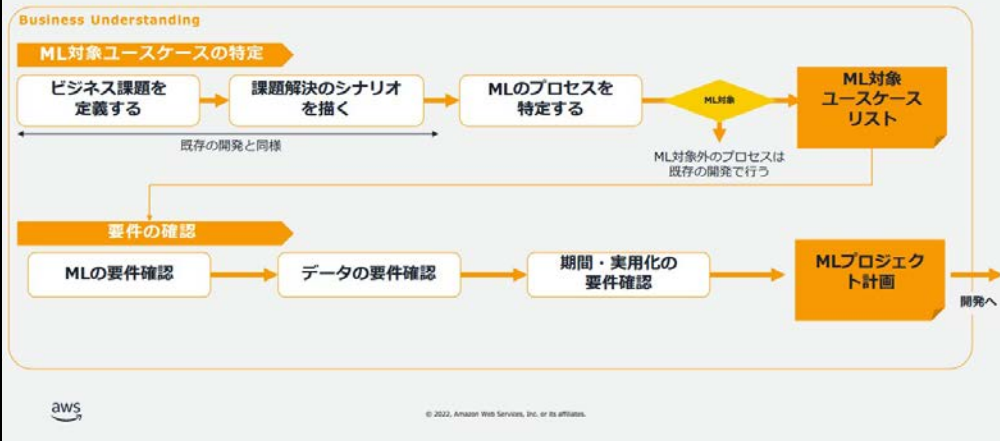 Business Understanding
ML対象ユースケースの特定
ビジネス課題を
定義する
課題解決のシナリオ
を描く
MLのプロセスを
特定する
ML対象
ML対象
ユースケース
リスト
既存の開発と同様
ML対象外のプロセスは
既存の開発で行う
要件の確認
MLの要件確認
データの要件確認
期間・実用化の
要件確認
MLプロジェク
ト計画
開発へ
aws
© 2022, Amazon Web Services, Inc. or its affiliates.